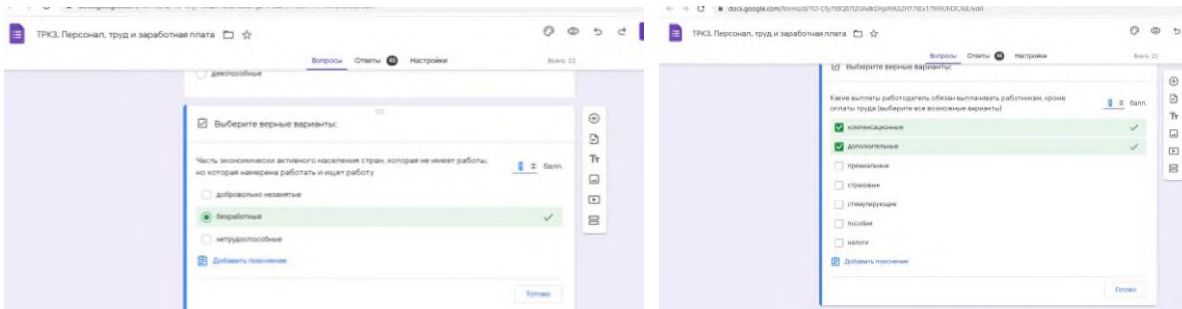 ТРК3. Персонал, труд и заработная плата
Вопросы Ответы Настройки
дееспособные
Выберите верные варианты:
Часть экономически активного населения стран, которая не имеет работы,
но которая намерена работать и ищет работу
балл
добровольно незанятые
безработные
нетрудоспособные
Добавить пояснение
Готово
ТРК3. Персонал, труд и заработная плата
Вопросы Ответы Настройки
Выберите верные варианты:
Какие выплаты работодатель обязан выплачивать работникам, кроме
оплаты труда (выберите все возможные варианты)
балл
компенсационные
дополнительные
премиальные
страховые
стимулирующие
пособия
налоги
Добавить пояснение
Готово